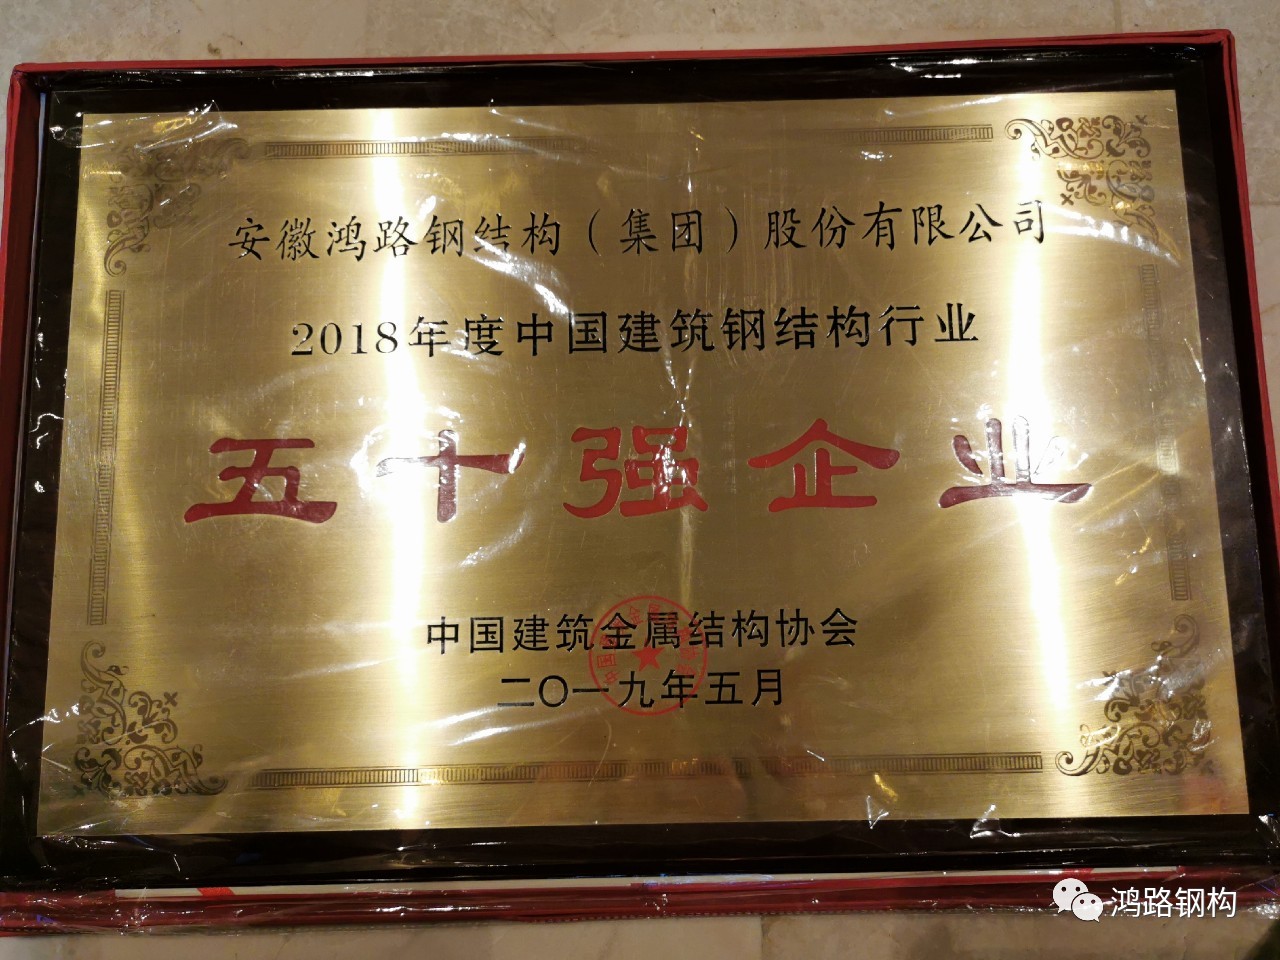 安徽鸿路钢结构（集团）股份有限公司
2018年度中国建筑钢结构行业
五十强企业
中国建筑金属结构协会
二〇一九年五月
鸿路钢构